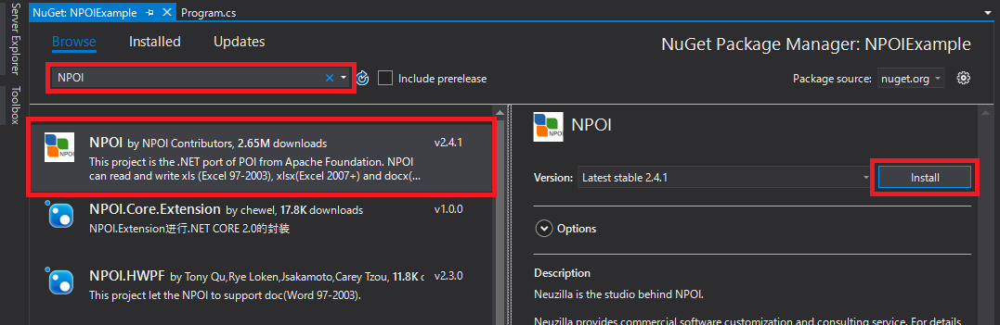 Server Explorer
Toolbox
NuGet: NPOIExample
Program.cs
Browse Installed Updates
NuGet Package Manager: NPOIExample
NPOI
Include prerelease
Package source: nuget.org
NPOI
NPOI by NPOI Contributors, 2.65M downloads v2.4.1
This project is the .NET port of POI from Apache Foundation. NPOI
can read and write xls (Excel 97-2003), xlsx(Excel 2007+) and docx(...
NPOI.Core.Extension by chewel, 17.8K downloads v1.0.0
NPOI.Extension进行.NET CORE 2.0的封装
NPOI.HWPF by Tony Qu,Rye Loken,Jsakamoto,Carey Tzou, 11.8K d v2.3.0
This project let the NPOI to support doc(Word 97-2003).
NPOI
NPOI
Version: Latest stable 2.4.1 Install
Options
Description
Neuzilla is the studio behind NPOI.
Neuzilla provides commercial software customization and consulting service. For details